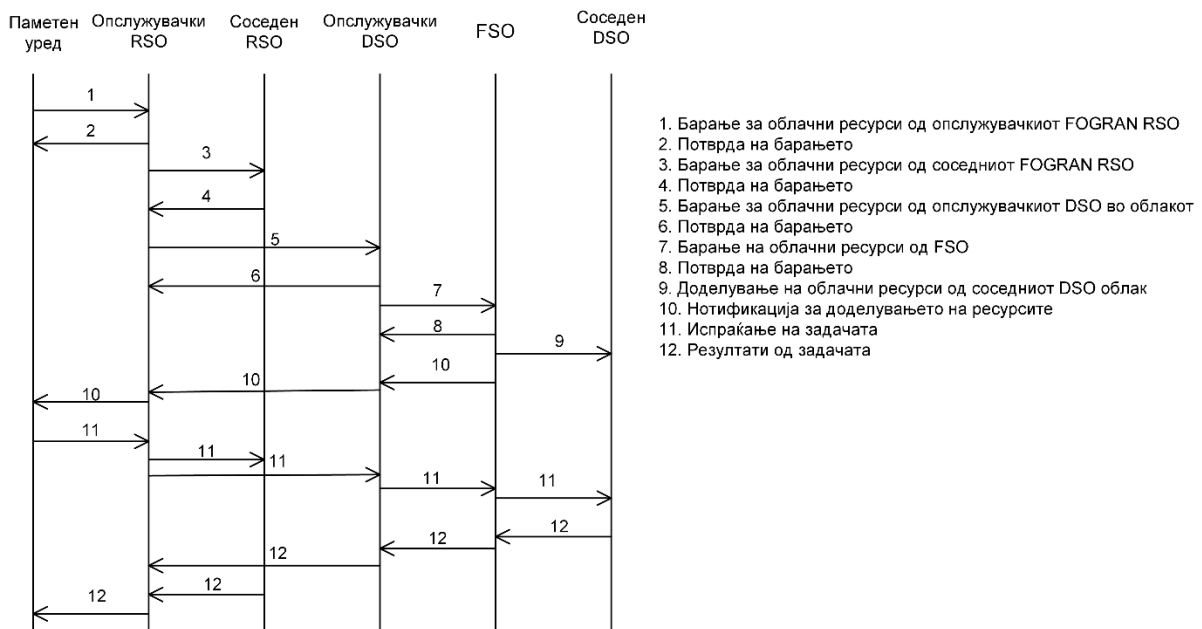 Паметен уред
Опслужувачки RSO
Соседен RSO
Опслужувачки DSO
FSO
Соседен DSO
1
2
3
4
5
6
7
8
9
10
10
10
11
11
11
11
11
12
12
12
12
12
1. Барање за облачни ресурси од опслужувачкиот FOGRAN RSO
2. Потврда на барањето
3. Барање за облачни ресурси од соседниот FOGRAN RSO
4. Потврда на барањето
5. Барање за облачни ресурси од опслужувачкиот DSO во облакот
6. Потврда на барањето
7. Барање на облачни ресурси од FSO
8. Потврда на барањето
9. Доделување на облачни ресурси од соседниот DSO облак
10. Нотификација за доделувањето на ресурсите
11. Испраќање на задачата
12. Резултати од задачата